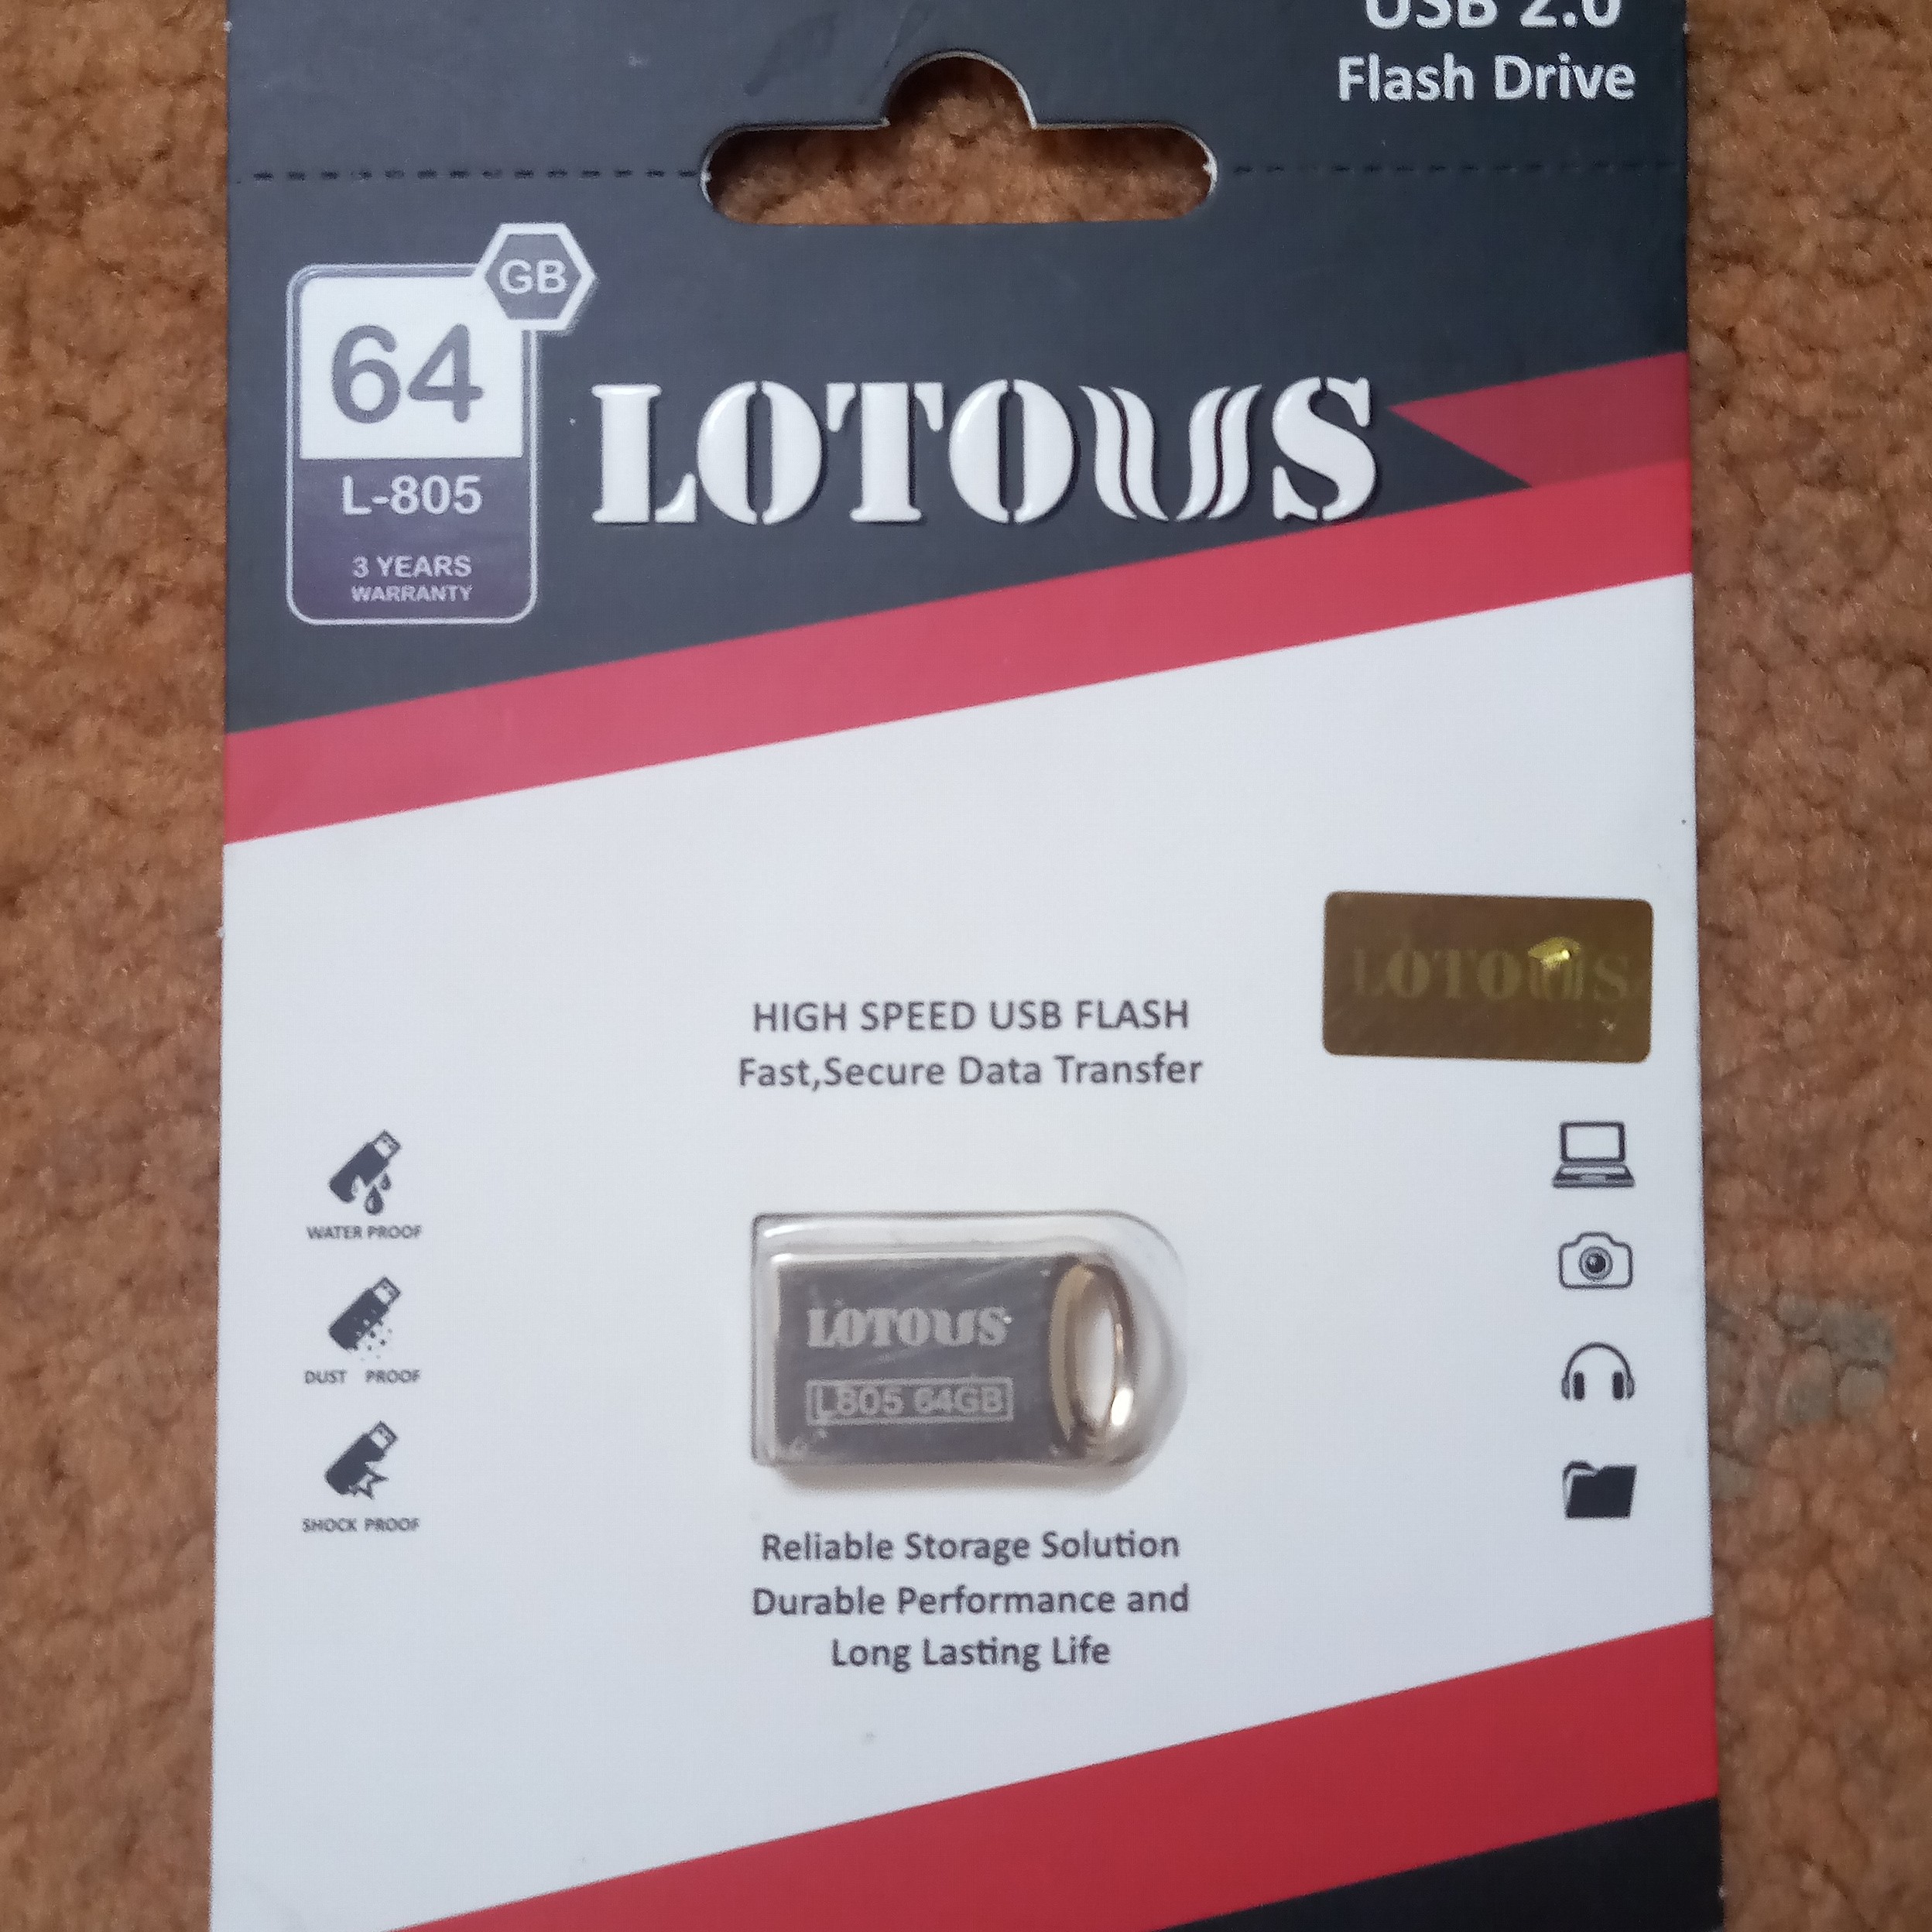 USB 2.0
Flash Drive
GB
64
L-805
3 YEARS
WARRANTY
LOTOUS
LOTOUS
HIGH SPEED USB FLASH
Fast,Secure Data Transfer
WATER PROOF
DUST PROOF
SHOCK PROOF
LOTOUS
L805 64GB
Reliable Storage Solution
Durable Performance and
Long Lasting Life